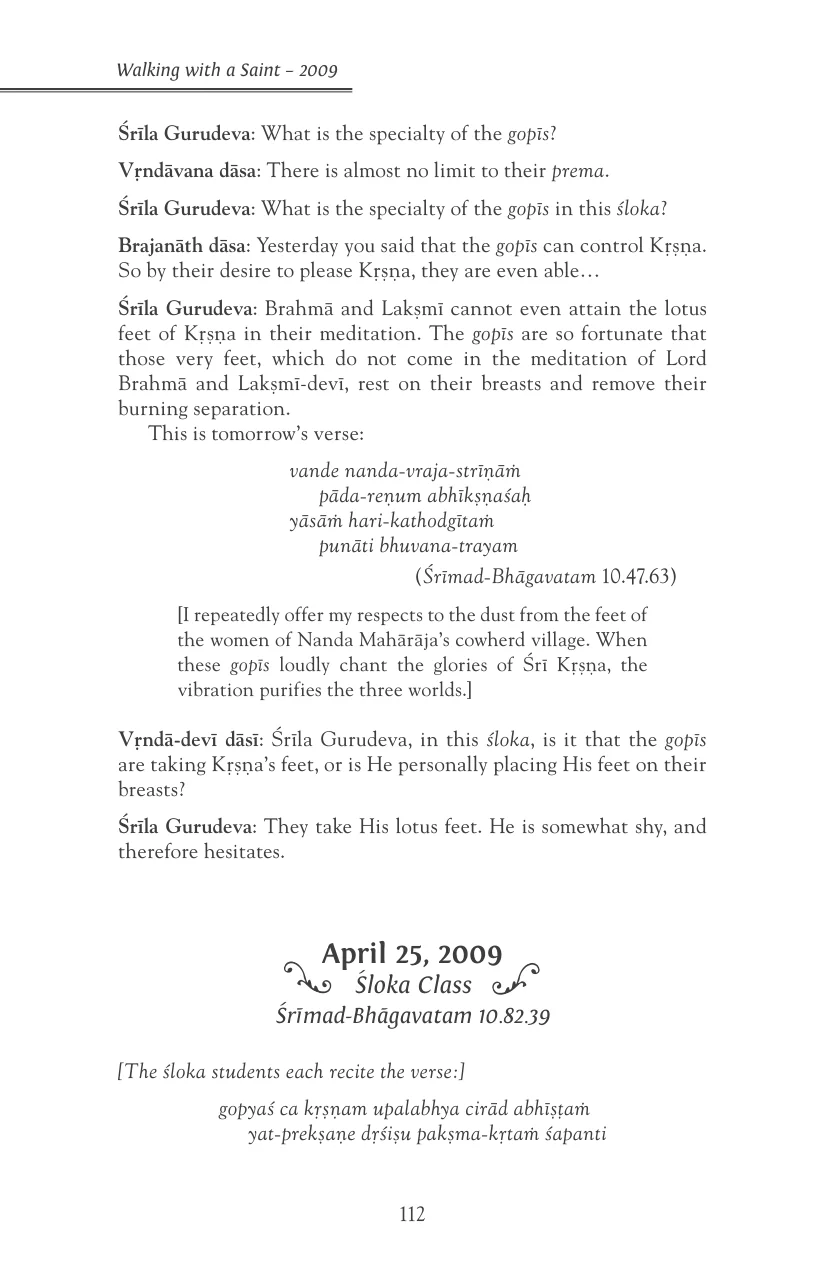 Walking with a Saint – 2009
Śrīla Gurudeva: What is the specialty of the gopīs?
Vṛndāvana dāsa: There is almost no limit to their prema.
Śrīla Gurudeva: What is the specialty of the gopīs in this śloka?
Brajanāth dāsa: Yesterday you said that the gopīs can control Kṛṣṇa.
So by their desire to please Kṛṣṇa, they are even able…
Śrīla Gurudeva: Brahmā and Lakṣmī cannot even attain the lotus
feet of Kṛṣṇa in their meditation. The gopīs are so fortunate that
those very feet, which do not come in the meditation of Lord
Brahmā and Lakṣmī-devī, rest on their breasts and remove their
burning separation.
This is tomorrow’s verse:
vande nanda-vraja-strīṇāṁ
pāda-reṇum abhīkṣṇaśaḥ
yāsāṁ hari-kathodgītaṁ
punāti bhuvana-trayam
(Śrīmad-Bhāgavatam 10.47.63)
[I repeatedly offer my respects to the dust from the feet of
the women of Nanda Mahārāja’s cowherd village. When
these gopīs loudly chant the glories of Śrī Kṛṣṇa, the
vibration purifies the three worlds.]
Vṛndā-devī dāsī: Śrīla Gurudeva, in this śloka, is it that the gopīs
are taking Kṛṣṇa’s feet, or is He personally placing His feet on their
breasts?
Śrīla Gurudeva: They take His lotus feet. He is somewhat shy, and
therefore hesitates.
April 25, 2009
Śloka Class
Śrīmad-Bhāgavatam 10.82.39
[The śloka students each recite the verse:]
gopyaś ca kṛṣṇam upalabhya cirād abhīṣṭaṁ
yat-prekṣaṇe dṛśiṣu pakṣma-kṛtaṁ śapanti
112